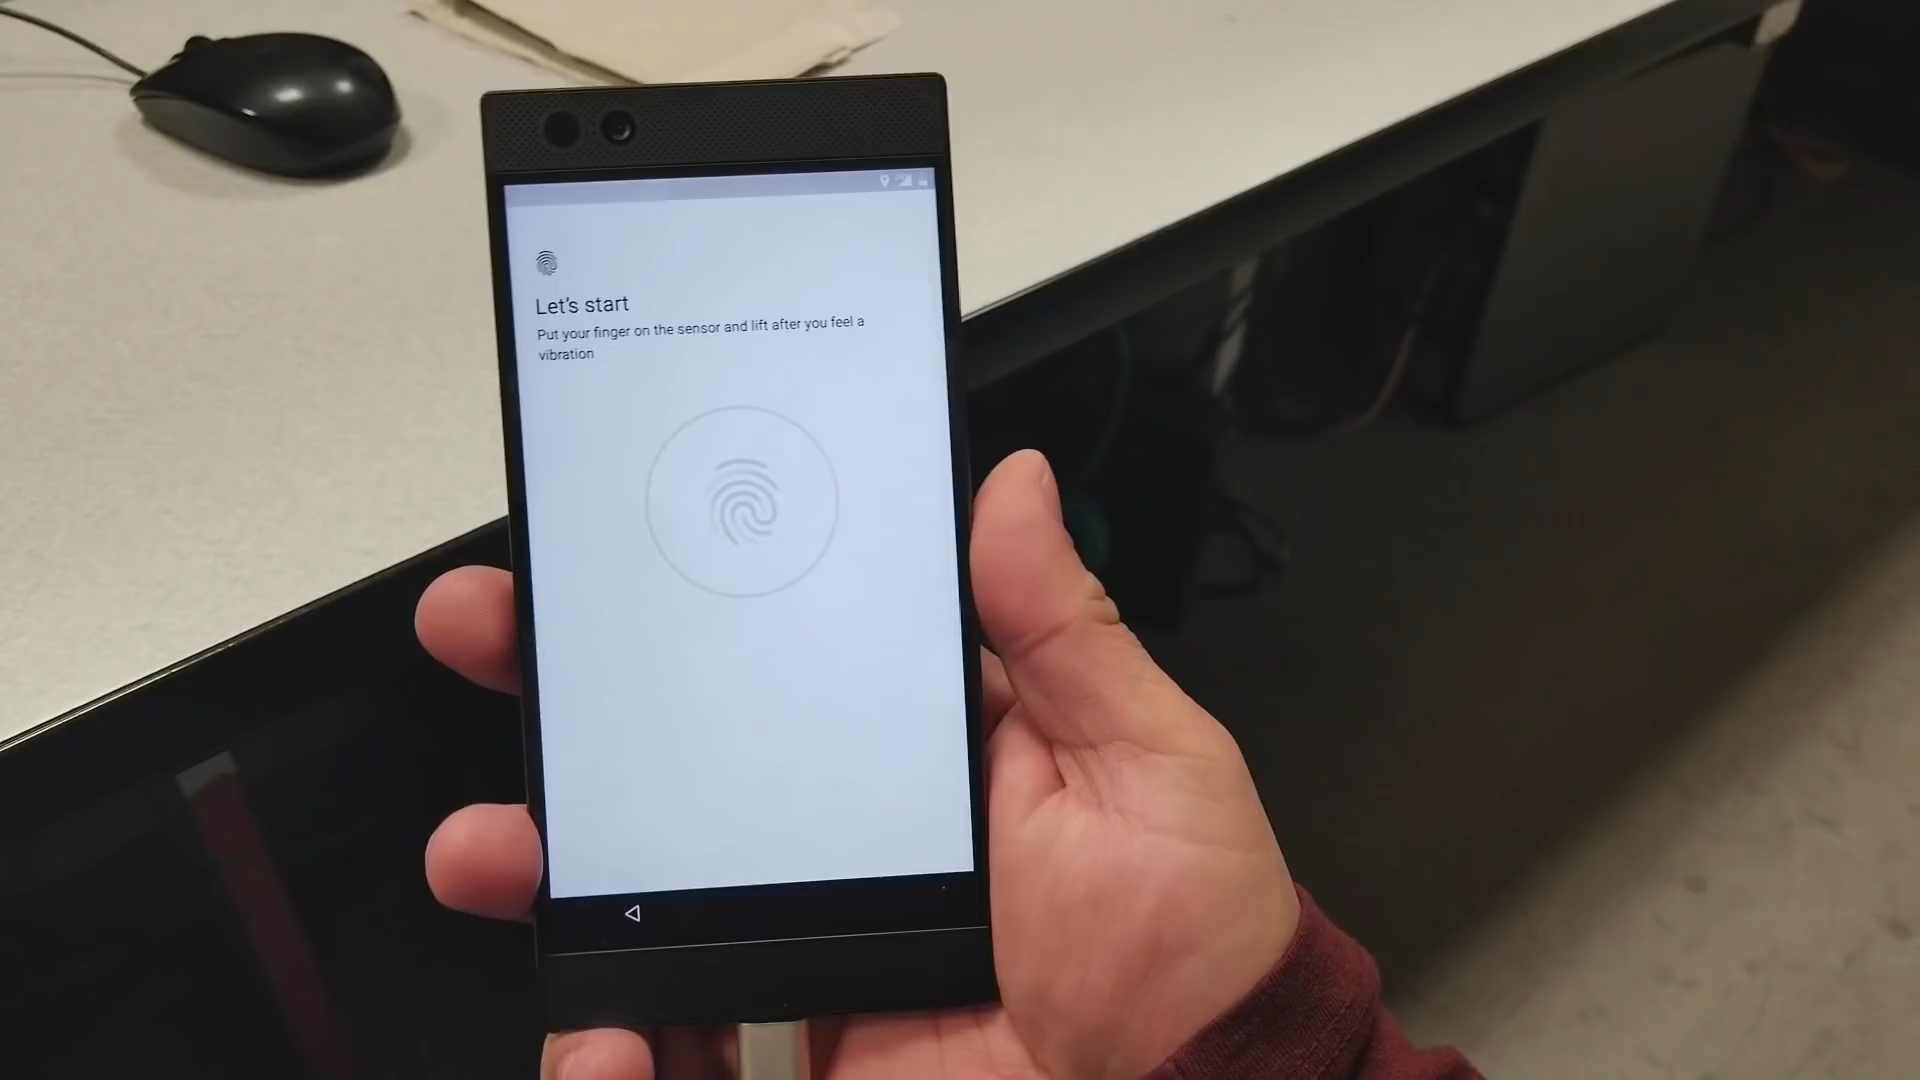 Let's start
Put your finger on the sensor and lift after you feel a
vibration